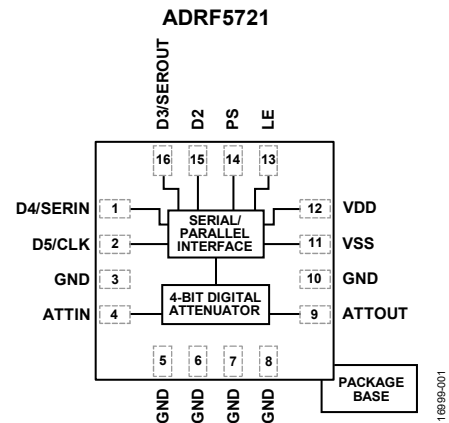 ADRF5721
D3/SEROUT
D2
PS
LE
16
15
14
13
D4/SERIN
1
SERIAL/
PARALLEL
INTERFACE
12
VDD
D5/CLK
2
11
VSS
GND
3
10
GND
ATTIN
4
4-BIT DIGITAL
ATTENUATOR
9
ATTOUT
5
6
7
8
GND
GND
GND
GND
PACKAGE
BASE
16999-001